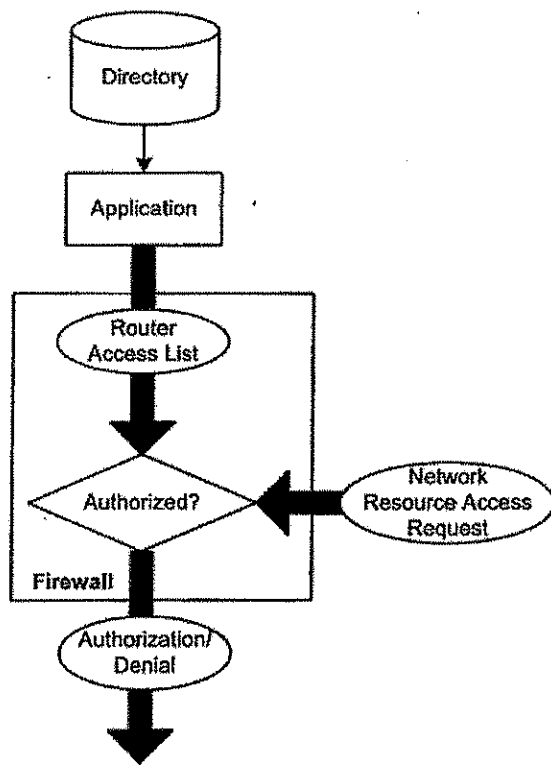 Directory
Application
Router
Access List
Authorized?
Network
Resource Access
Request
Firewall
Authorization/
Denial